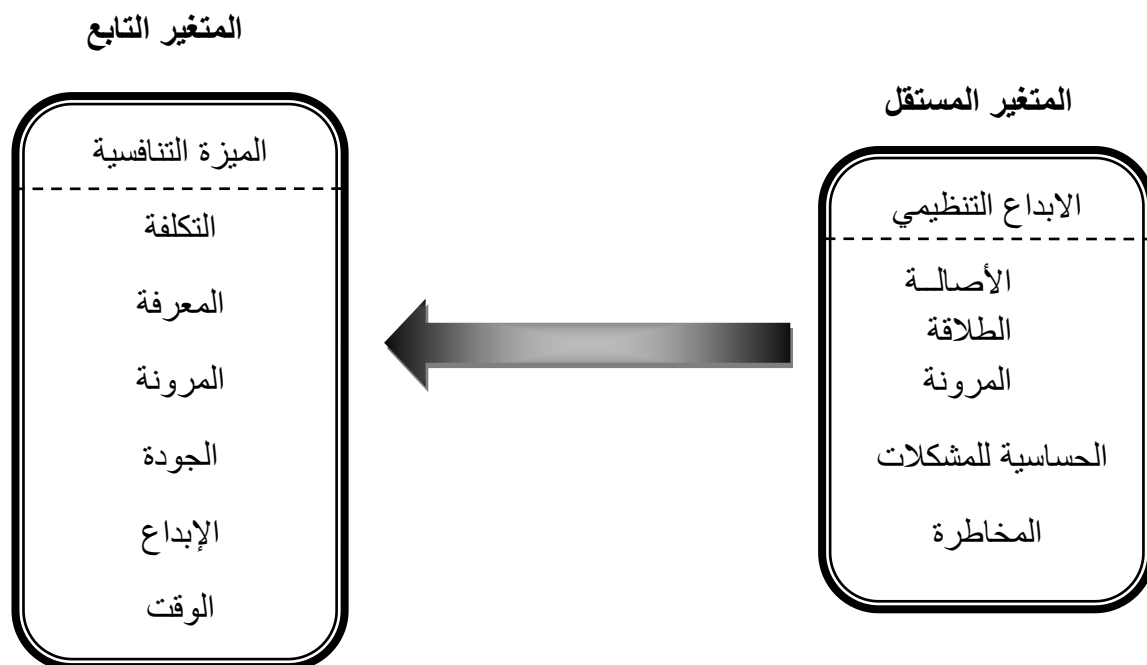 المتغير المستقل
الابداع التنظيمي
الأصالــة
الطلاقة
المرونة
الحساسية للمشكلات
المخاطرة
المتغير التابع
الميزة التنافسية
التكلفة
المعرفة
المرونة
الجودة
الإبداع
الوقت